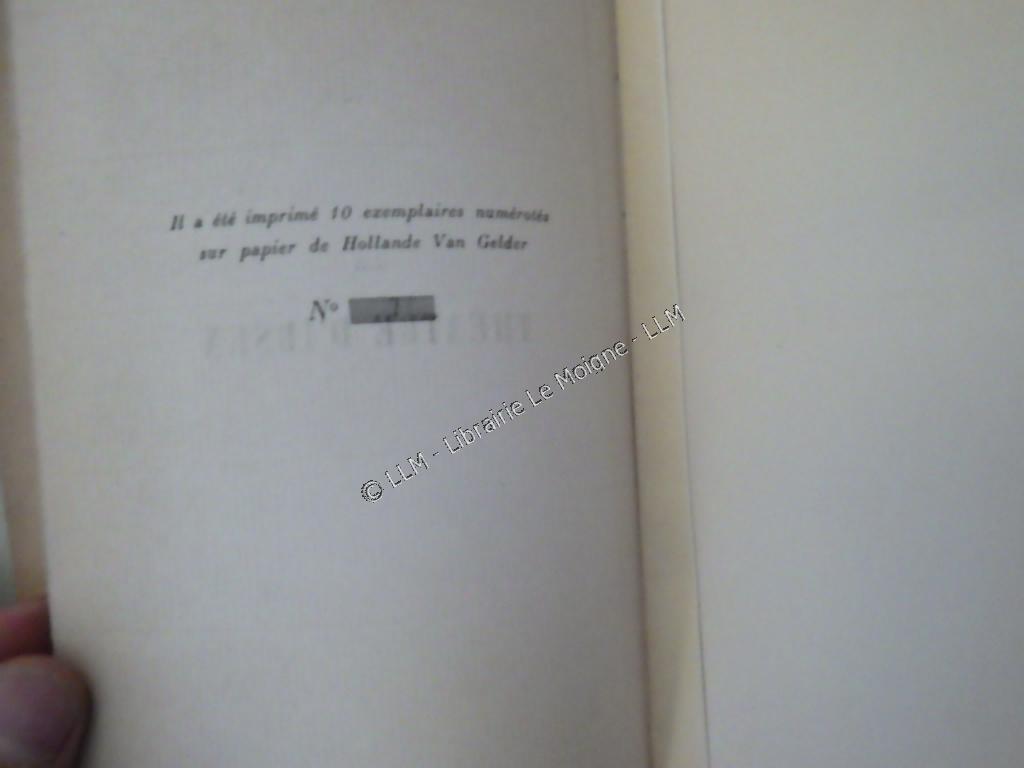 Il a été imprimé 10 exemplaires numérotés
sur papier de Hollande Van Gelder
N°
© LLM - Librairie Le Moigne - LLM